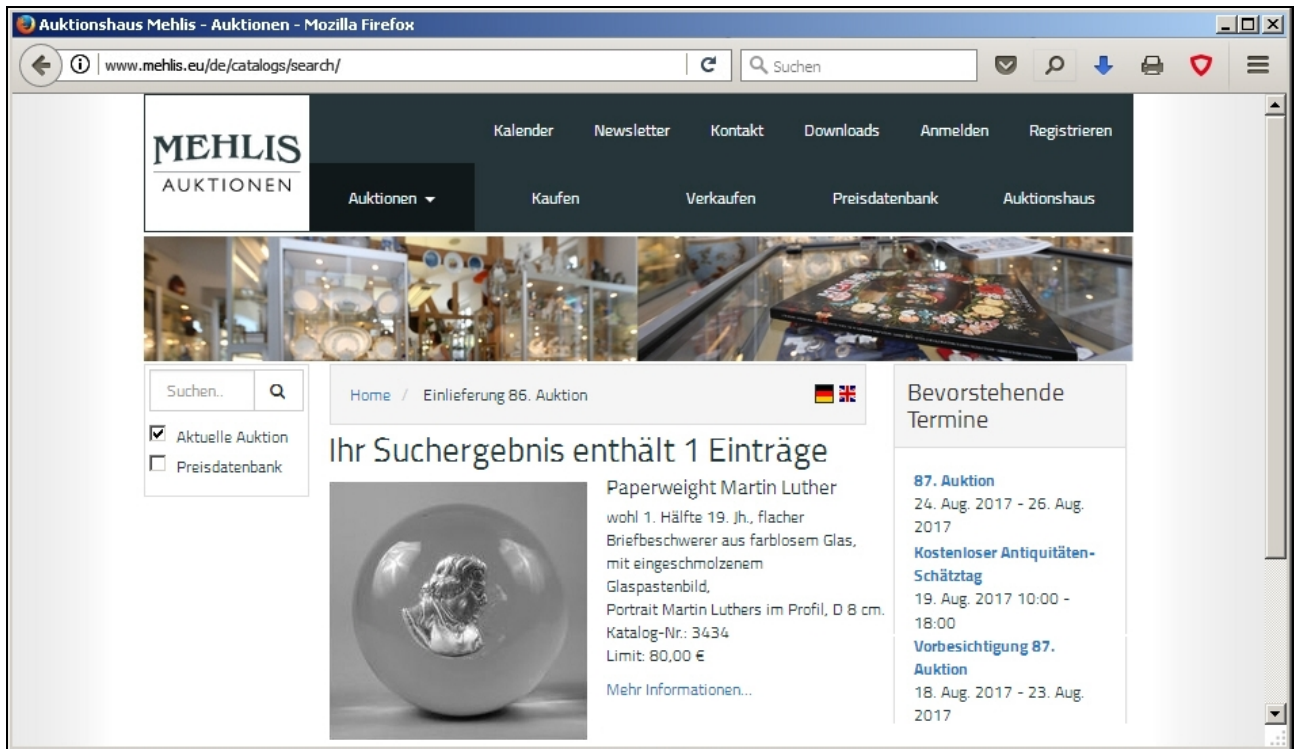 Auktionshaus Mehlis - Auktionen - Mozilla Firefox
www.mehlis.eu/de/catalogs/search/
Suchen
MEHLIS
AUKTIONEN
Kalender Newsletter Kontakt Downloads Anmelden Registrieren
Auktionen Kaufen Verkaufen Preisdatenbank Auktionshaus
Suchen..
Aktuelle Auktion
Preisdatenbank
Home / Einlieferung 86. Auktion
Ihr Suchergebnis enthält 1 Einträge
Paperweight Martin Luther
wohl 1. Hälfte 19. Jh., flacher
Briefbeschwerer aus farblosem Glas,
mit eingeschmolzenem
Glaspastenbild,
Portrait Martin Luthers im Profil, D 8 cm.
Katalog-Nr.: 3434
Limit: 80,00 €
Mehr Informationen...
Bevorstehende
Termine
87. Auktion
24. Aug. 2017 - 26. Aug.
2017
Kostenloser Antiquitäten-
Schätztag
19. Aug. 2017 10:00 -
18:00
Vorbesichtigung 87.
Auktion
18. Aug. 2017 - 23. Aug.
2017